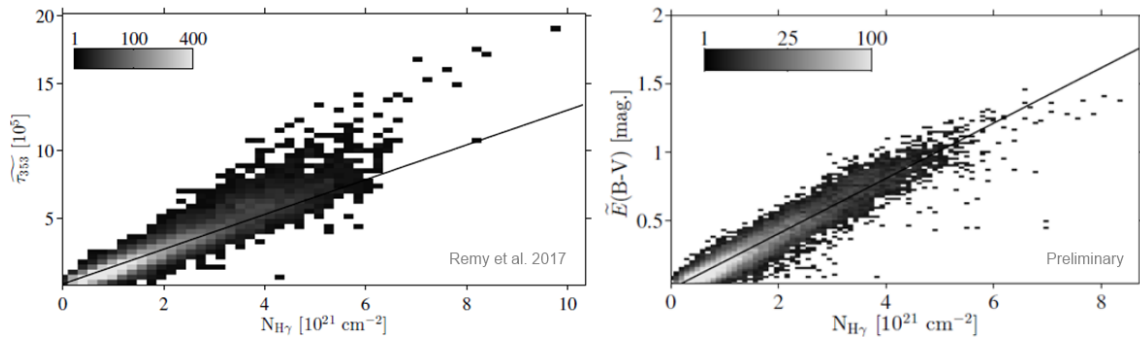 20
15
10
5
1 100 400
τ̃₃₅₃ [10⁵]
Remy et al. 2017
0 2 4 6 8 10
N_Hγ [10²¹ cm⁻²]
2
1.5
1
0.5
1 25 100
Ẽ(B-V) [mag.]
Preliminary
0 2 4 6 8
N_Hγ [10²¹ cm⁻²]